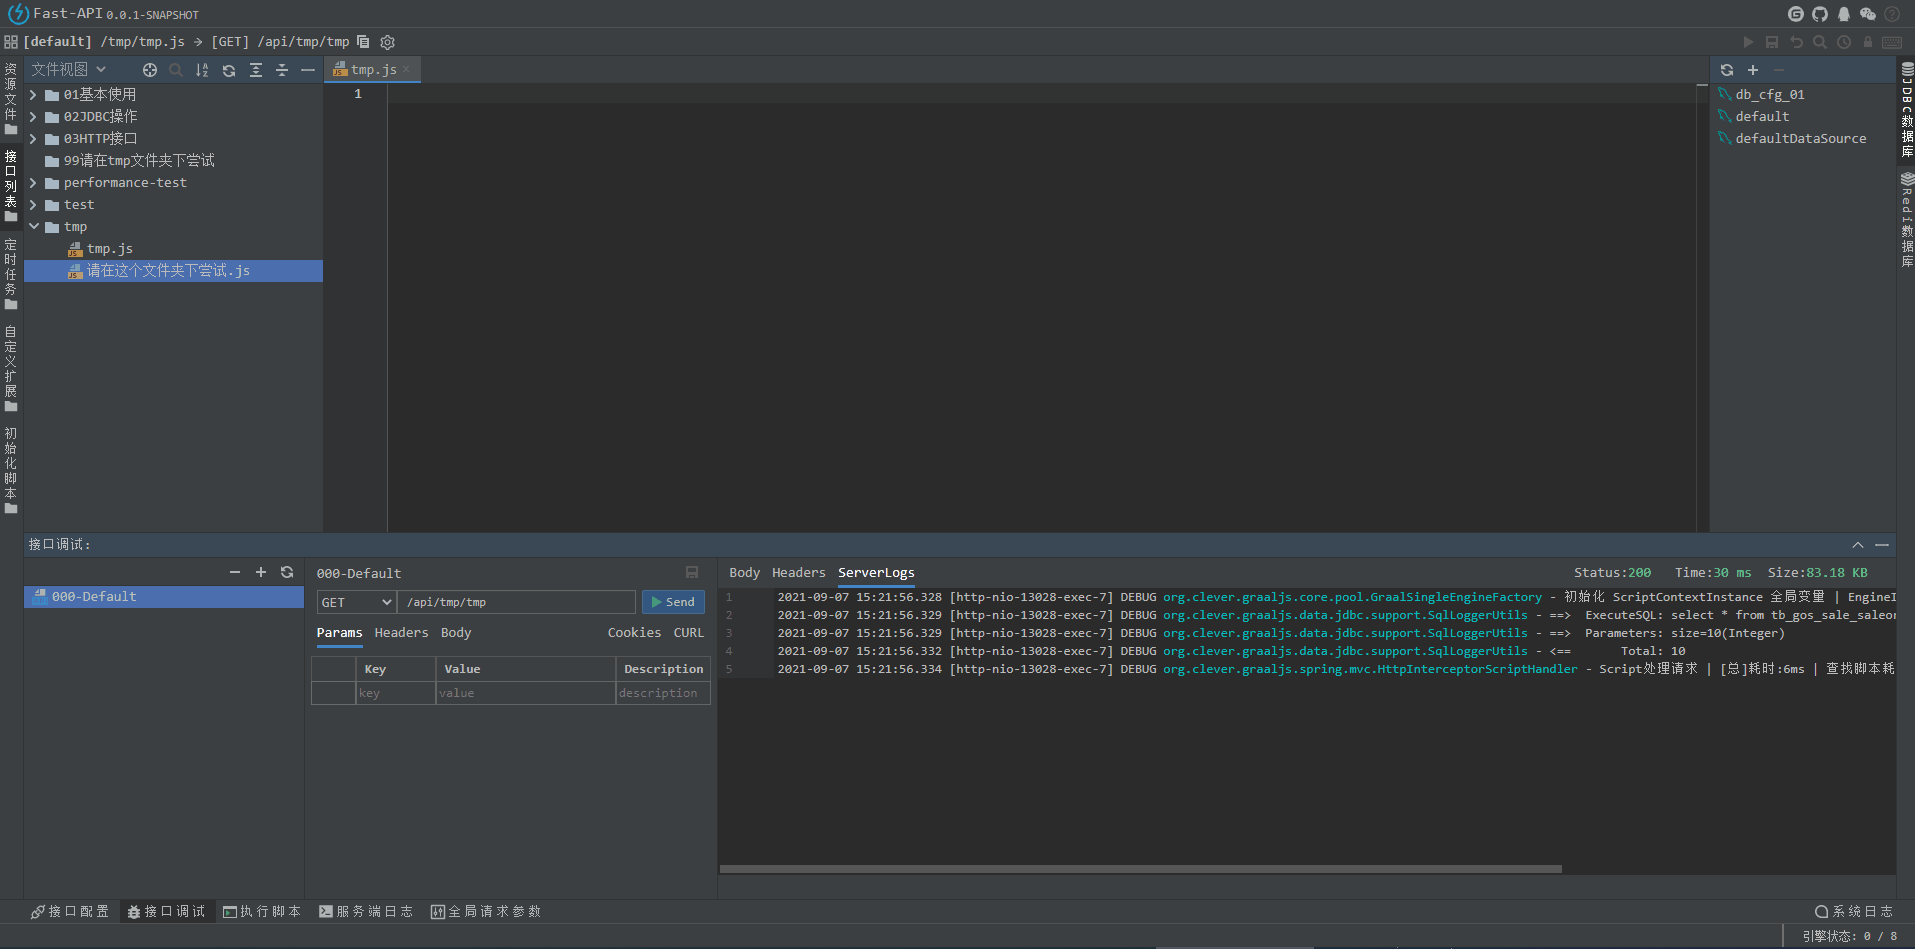 Fast-API 0.0.1-SNAPSHOT
[default] /tmp/tmp.js → [GET] /api/tmp/tmp
资源文件
接口列表
定时任务
自定义扩展
初始化脚本
文件视图
01基本使用
02JDBC操作
03HTTP接口
99请在tmp文件夹下尝试
performance-test
test
tmp
tmp.js
请在这个文件夹下尝试.js
tmp.js
1
db_cfg_01
default
defaultDataSource
JDBC数据库
Redi数据库
接口调试:
000-Default
000-Default
GET /api/tmp/tmp Send
Params Headers Body Cookies CURL
Key Value Description
key value description
Body Headers ServerLogs Status:200 Time:30 ms Size:83.18 KB
1 2021-09-07 15:21:56.328 [http-nio-13028-exec-7] DEBUG org.clever.graaljs.core.pool.GraalSingleEngineFactory - 初始化 ScriptContextInstance 全局变量 | EngineI
2 2021-09-07 15:21:56.329 [http-nio-13028-exec-7] DEBUG org.clever.graaljs.data.jdbc.support.SqlLoggerUtils - ==> ExecuteSQL: select * from tb_gos_sale_saleor
3 2021-09-07 15:21:56.329 [http-nio-13028-exec-7] DEBUG org.clever.graaljs.data.jdbc.support.SqlLoggerUtils - ==> Parameters: size=10(Integer)
4 2021-09-07 15:21:56.332 [http-nio-13028-exec-7] DEBUG org.clever.graaljs.data.jdbc.support.SqlLoggerUtils - <== Total: 10
5 2021-09-07 15:21:56.334 [http-nio-13028-exec-7] DEBUG org.clever.graaljs.spring.mvc.HttpInterceptorScriptHandler - Script处理请求 | [总]耗时:6ms | 查找脚本耗
接口配置 接口调试 执行脚本 服务端日志 全局请求参数 系统日志
引擎状态: 0 / 8